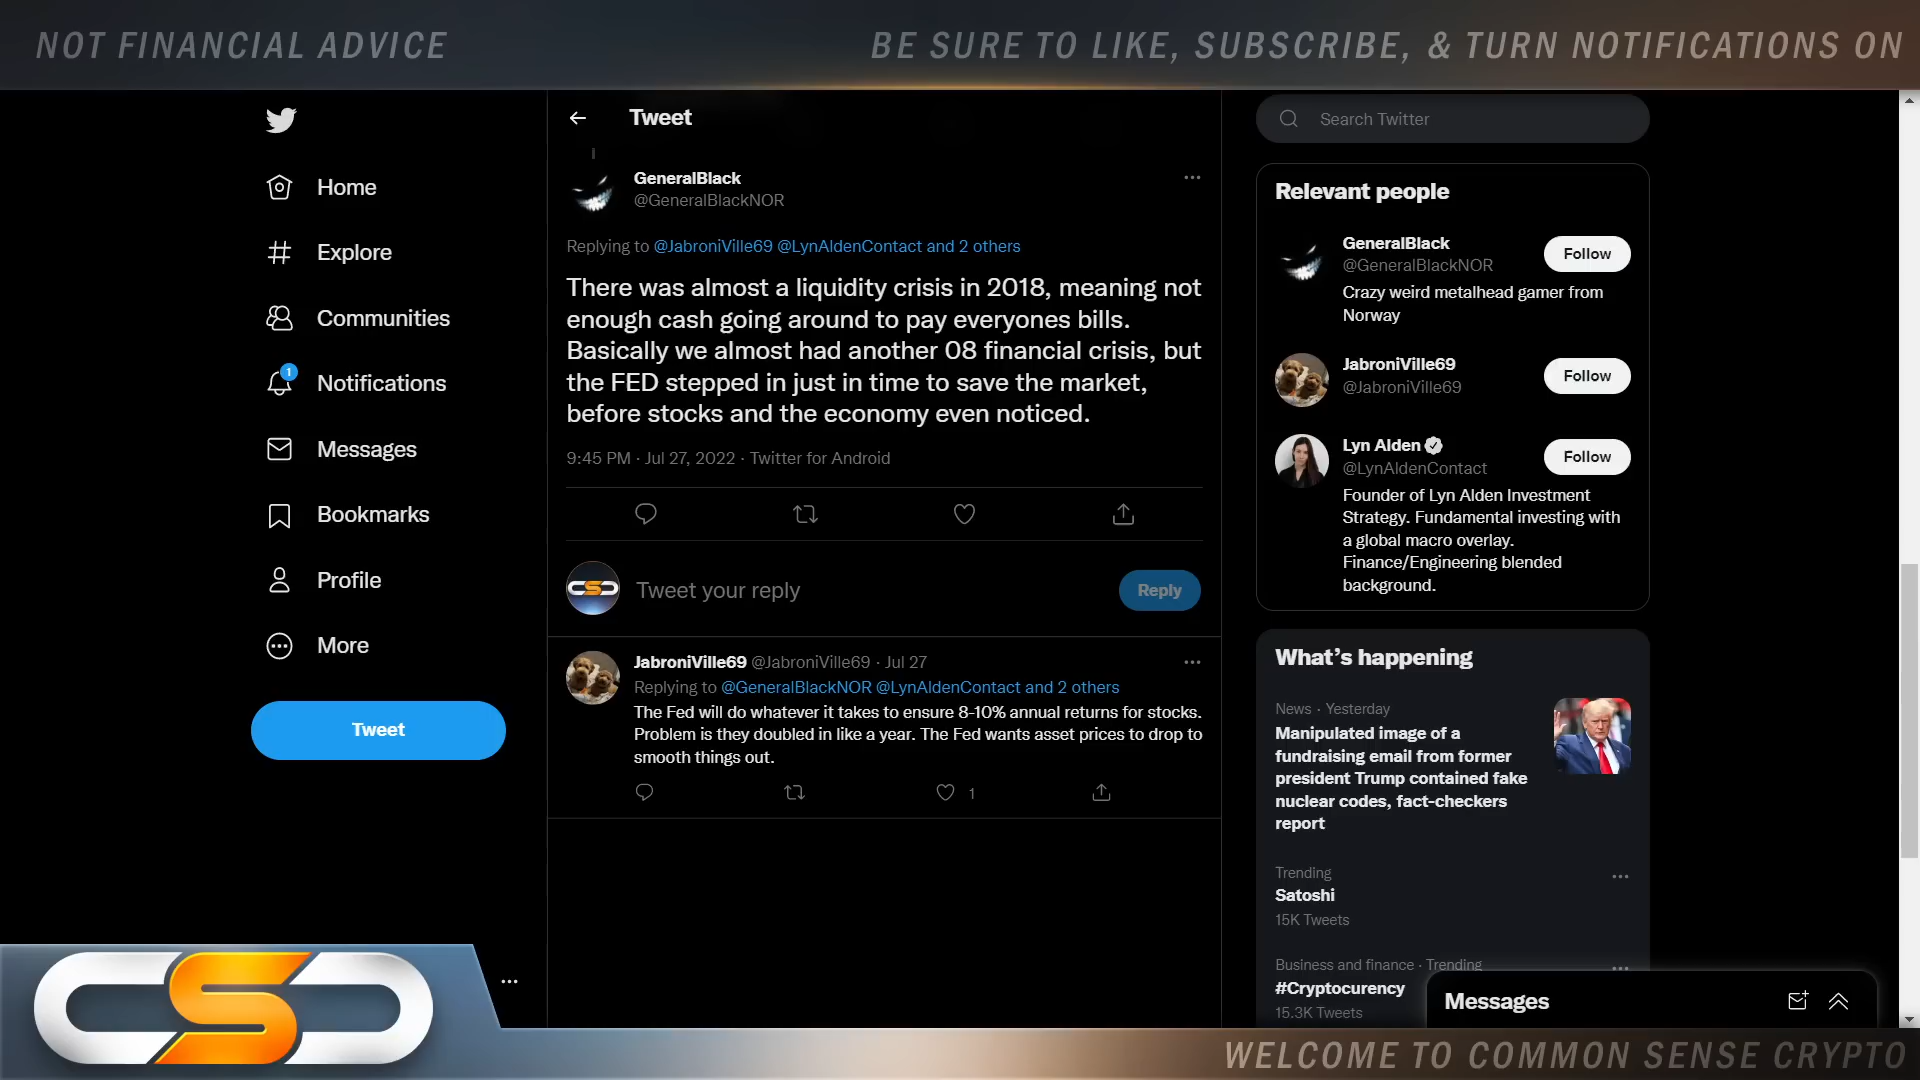 NOT FINANCIAL ADVICE
BE SURE TO LIKE, SUBSCRIBE, & TURN NOTIFICATIONS ON
Home
Explore
Communities
1
Notifications
Messages
Bookmarks
Profile
More
Tweet
Tweet
GeneralBlack
@GeneralBlackNOR
Replying to @JabroniVille69 @LynAldenContact and 2 others
There was almost a liquidity crisis in 2018, meaning not
enough cash going around to pay everyones bills.
Basically we almost had another 08 financial crisis, but
the FED stepped in just in time to save the market,
before stocks and the economy even noticed.
9:45 PM · Jul 27, 2022 · Twitter for Android
CSC
Tweet your reply
Reply
JabroniVille69 @JabroniVille69 · Jul 27
Replying to @GeneralBlackNOR @LynAldenContact and 2 others
The Fed will do whatever it takes to ensure 8-10% annual returns for stocks.
Problem is they doubled in like a year. The Fed wants asset prices to drop to
smooth things out.
1
Search Twitter
Relevant people
GeneralBlack
@GeneralBlackNOR
Follow
Crazy weird metalhead gamer from
Norway
JabroniVille69
@JabroniVille69
Follow
Lyn Alden
@LynAldenContact
Follow
Founder of Lyn Alden Investment
Strategy. Fundamental investing with
a global macro overlay.
Finance/Engineering blended
background.
What's happening
News · Yesterday
Manipulated image of a
fundraising email from former
president Trump contained fake
nuclear codes, fact-checkers
report
Trending
Satoshi
15K Tweets
Business and finance · Trending
#Cryptocurency
15.3K Tweets
Messages
CSC
WELCOME TO COMMON SENSE CRYPTO